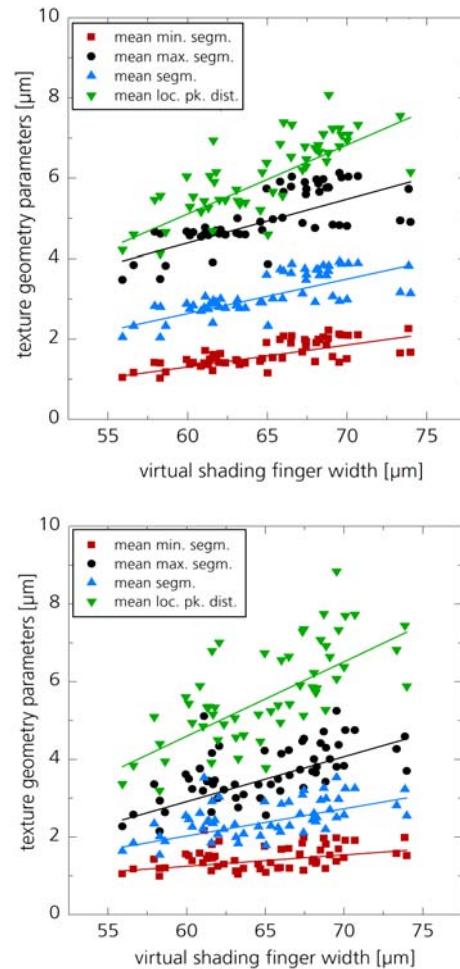 texture geometry parameters [µm]
10
8
6
4
2
0
mean min. segm.
mean max. segm.
mean segm.
mean loc. pk. dist.
55 60 65 70 75
virtual shading finger width [µm]
texture geometry parameters [µm]
10
8
6
4
2
0
mean min. segm.
mean max. segm.
mean segm.
mean loc. pk. dist.
55 60 65 70 75
virtual shading finger width [µm]